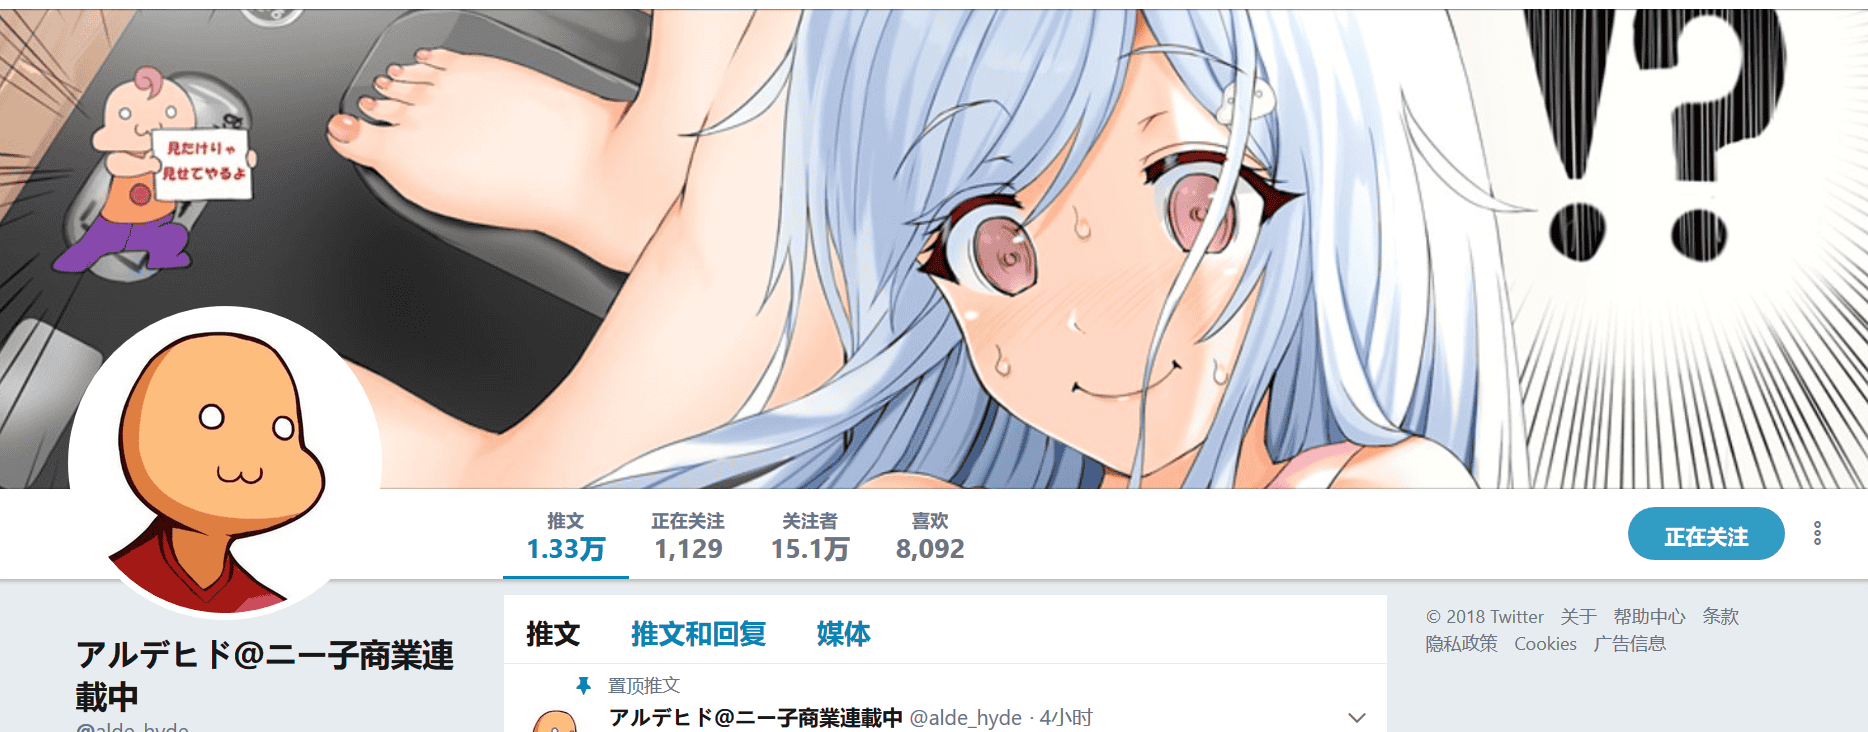 見たけりゃ
見せてやるよ
!?
推文
1.33万
正在关注
1,129
关注者
15.1万
喜欢
8,092
正在关注
アルデヒド@ニー子商業連
載中
@alde_hyde
推文 推文和回复 媒体
置顶推文
アルデヒド@ニー子商業連載中 @alde_hyde · 4小时
© 2018 Twitter 关于 帮助中心 条款
隐私政策 Cookies 广告信息